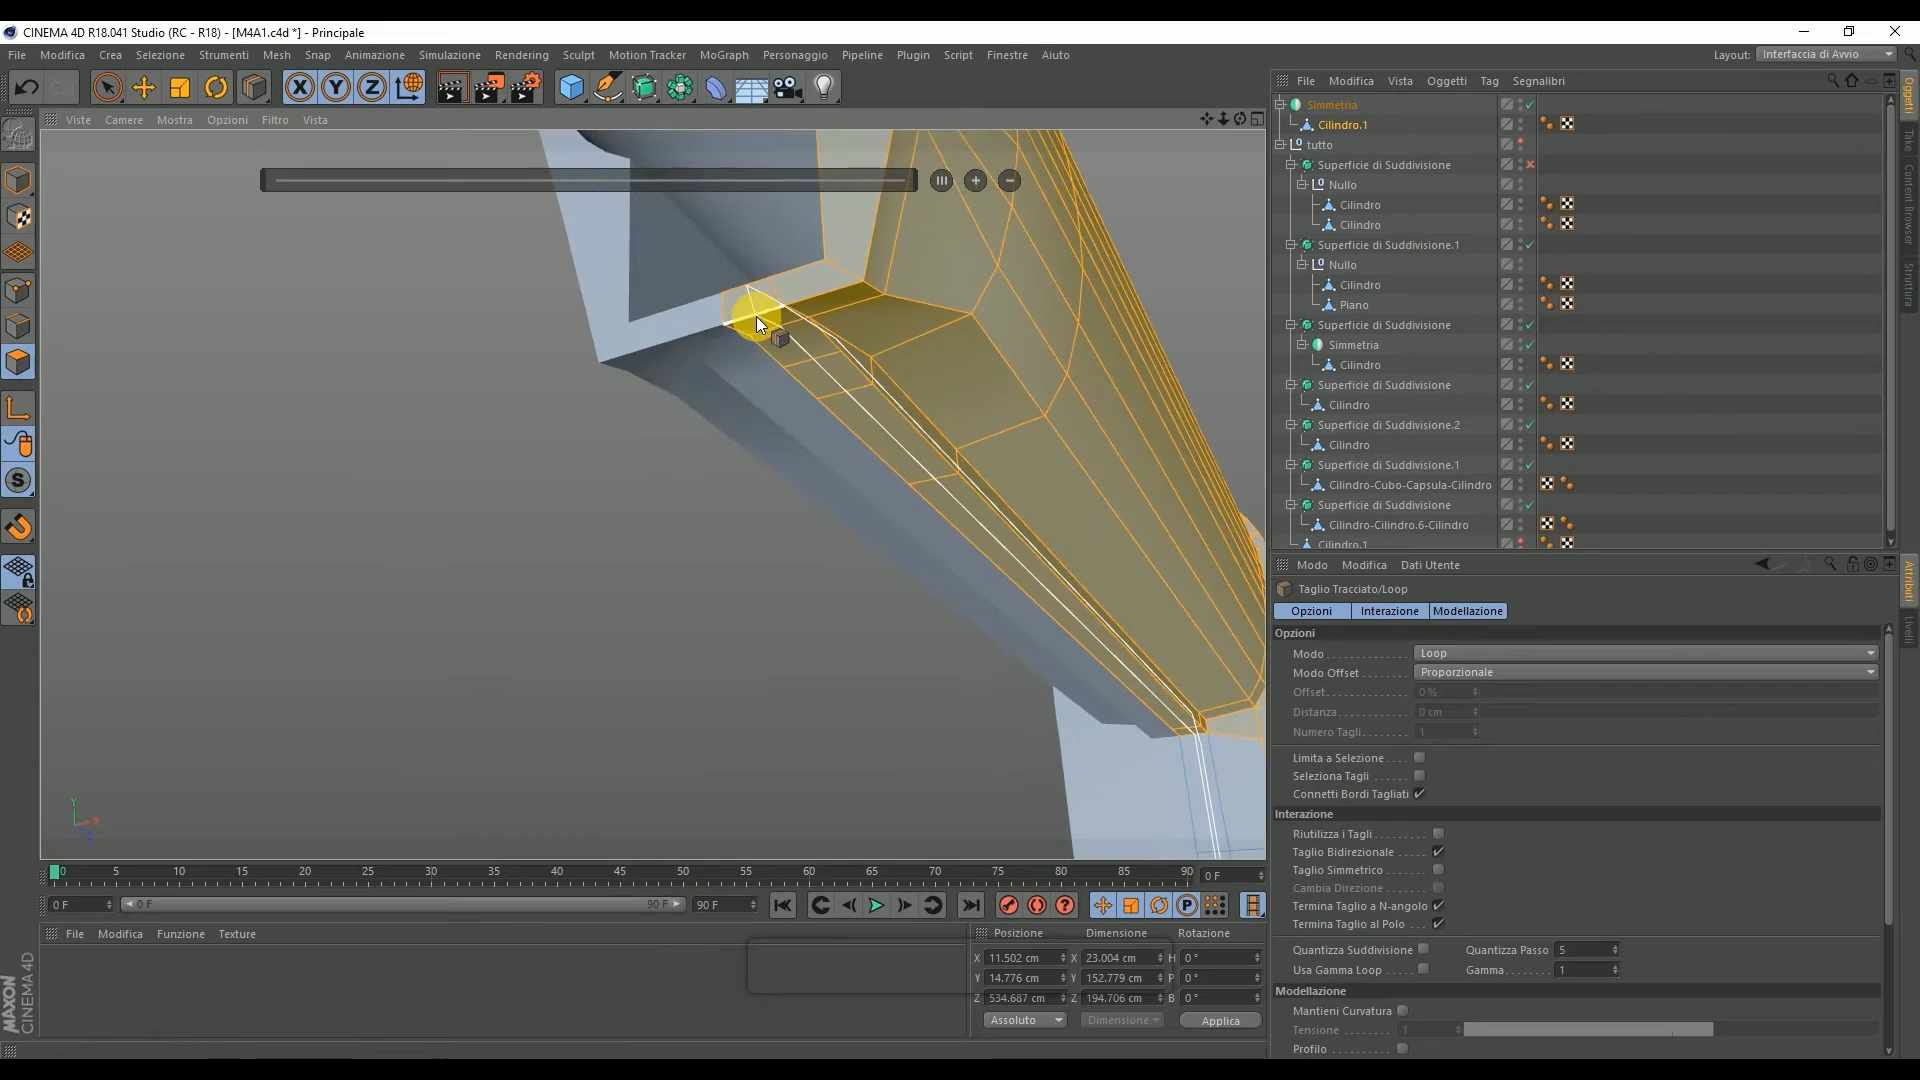 CINEMA 4D R18.041 Studio (RC - R18) - [M4A1.c4d *] - Principale
File Modifica Crea Selezione Strumenti Mesh Snap Animazione Simulazione Rendering Sculpt Motion Tracker MoGraph Personaggio Pipeline Plugin Script Finestre Aiuto
Layout: Interfaccia di Avvio
File Modifica Vista Oggetti Tag Segnalibri
Viste Camere Mostra Opzioni Filtro Vista
Simmetria
Cilindro.1
tutto
Superficie di Suddivisione
Nullo
Cilindro
Cilindro
Superficie di Suddivisione.1
Nullo
Cilindro
Piano
Superficie di Suddivisione
Simmetria
Cilindro
Superficie di Suddivisione
Cilindro
Superficie di Suddivisione.2
Cilindro
Superficie di Suddivisione.1
Cilindro-Cubo-Capsula-Cilindro
Superficie di Suddivisione
Cilindro-Cilindro.6-Cilindro
Cilindro.1
Oggetti
Take
Content Browser
Struttura
Modo Modifica Dati Utente
Taglio Tracciato/Loop
Opzioni Interazione Modellazione
Opzioni
Modo Loop
Modo Offset Proporzionale
Offset 0 %
Distanza 0 cm
Numero Tagli 1
Limita a Selezione
Seleziona Tagli
Connetti Bordi Tagliati
Interazione
Riutilizza i Tagli
Taglio Bidirezionale
Taglio Simmetrico
Cambia Direzione
Termina Taglio a N-angolo
Termina Taglio al Polo
Quantizza Suddivisione Quantizza Passo 5
Usa Gamma Loop Gamma 1
Modellazione
Mantieni Curvatura
Tensione 1
Profilo
Attributi
Livelli
Y
X
Z
0 5 10 15 20 25 30 35 40 45 50 55 60 65 70 75 80 85 90 0 F
0 F 0 F 90 F 90 F
File Modifica Funzione Texture
Posizione Dimensione Rotazione
X 11.502 cm X 23.004 cm H 0 °
Y 14.776 cm Y 152.779 cm P 0 °
Z 534.687 cm Z 194.706 cm B 0 °
Assoluto Dimensione Applica
MAXON
CINEMA 4D